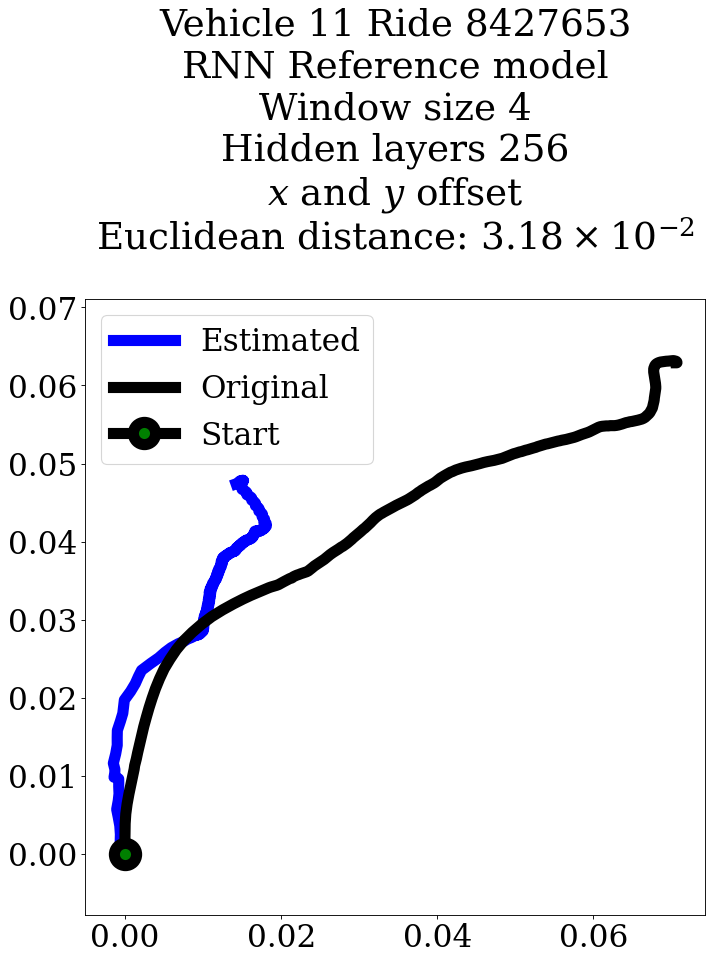 Vehicle 11 Ride 8427653
RNN Reference model
Window size 4
Hidden layers 256
x and y offset
Euclidean distance: 3.18 × 10⁻²
0.07
0.06
0.05
0.04
0.03
0.02
0.01
0.00
Estimated
Original
Start
0.00 0.02 0.04 0.06